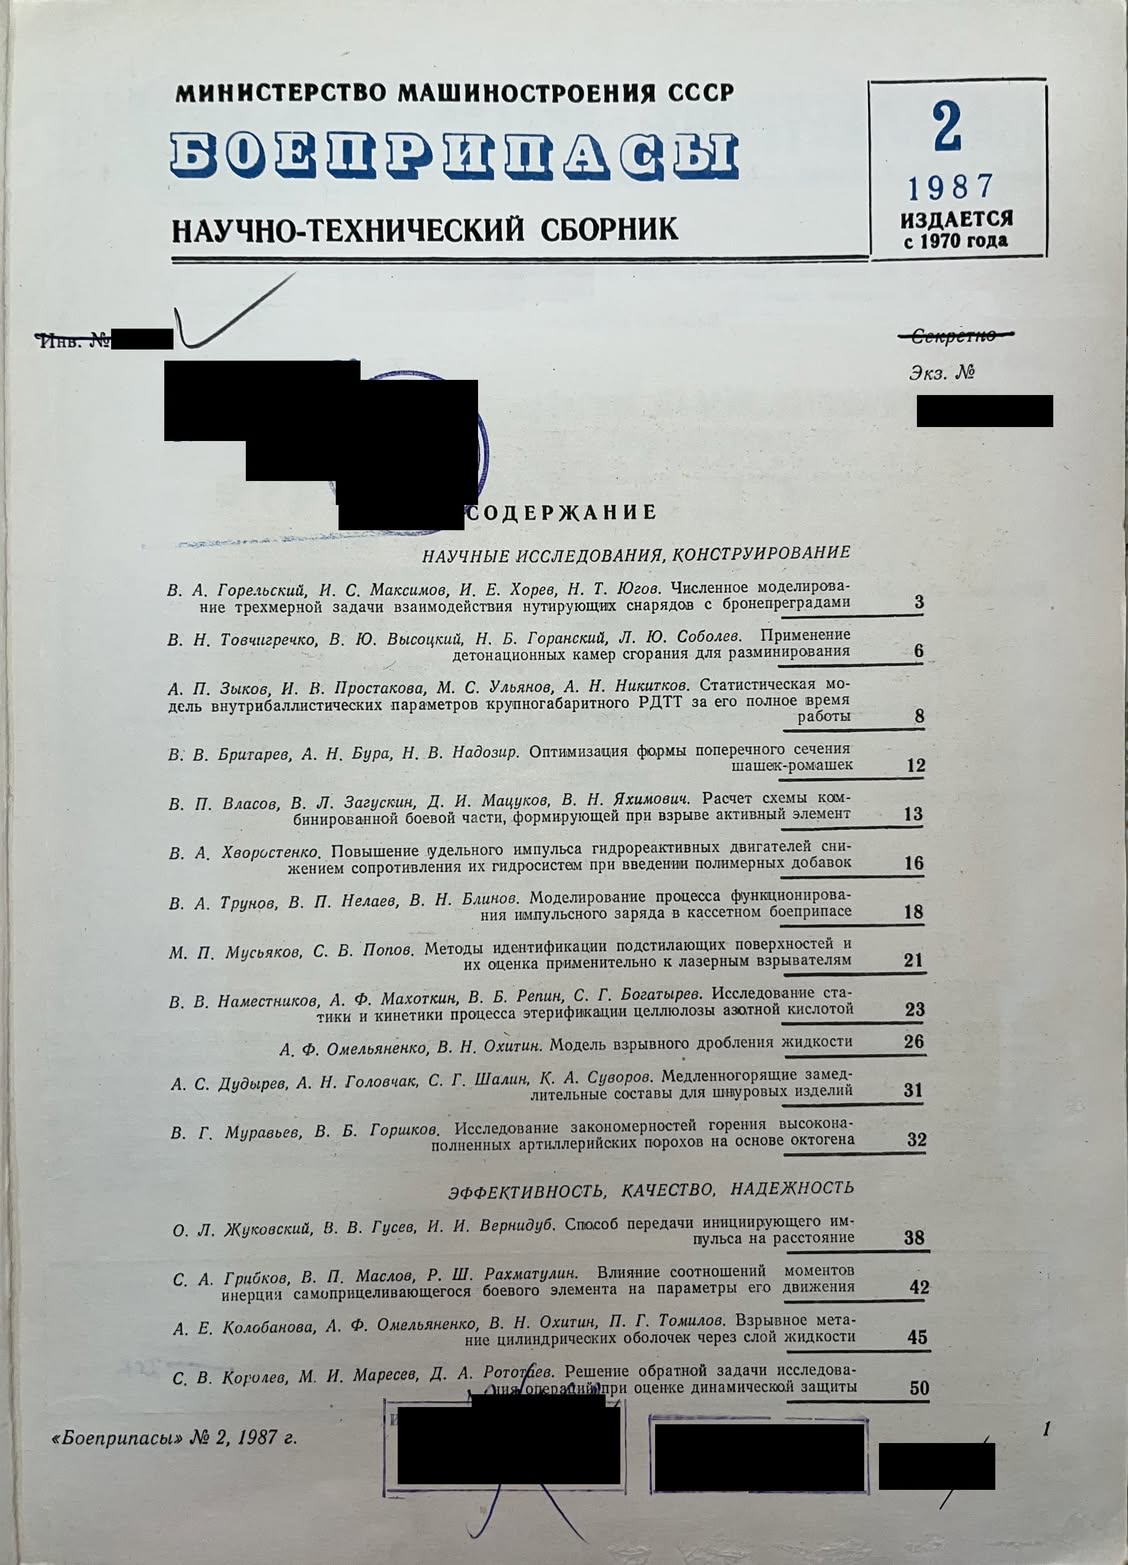 МИНИСТЕРСТВО МАШИНОСТРОЕНИЯ СССР
БОЕПРИПАСЫ
НАУЧНО-ТЕХНИЧЕСКИЙ СБОРНИК
2
1987
ИЗДАЕТСЯ
с 1970 года
Инв. №
Секретно
Экз. №
СОДЕРЖАНИЕ
НАУЧНЫЕ ИССЛЕДОВАНИЯ, КОНСТРУИРОВАНИЕ
В. А. Горельский, И. С. Максимов, И. Е. Хорев, Н. Т. Югов. Численное моделирова-
ние трехмерной задачи взаимодействия нутирующих снарядов с бронепреградами 3
В. Н. Товчигречко, В. Ю. Высоцкий, Н. Б. Горанский, Л. Ю. Соболев. Применение
детонационных камер сгорания для разминирования 6
А. П. Зыков, И. В. Простакова, М. С. Ульянов, А. Н. Никитков. Статистическая мо-
дель внутрибаллистических параметров крупногабаритного РДТТ за его полное время
работы 8
В. В. Бритарев, А. Н. Бура, Н. В. Надозир. Оптимизация формы поперечного сечения
шашек-ромашек 12
В. П. Власов, В. Л. Загускин, Д. И. Мацуков, В. Н. Яхимович. Расчет схемы ком-
бинированной боевой части, формирующей при взрыве активный элемент 13
В. А. Хворостенко. Повышение удельного импульса гидрореактивных двигателей сни-
жением сопротивления их гидросистем при введении полимерных добавок 16
В. А. Трунов, В. П. Нелаев, В. Н. Блинов. Моделирование процесса функционирова-
ния импульсного заряда в кассетном боеприпасе 18
М. П. Мусьяков, С. В. Попов. Методы идентификации подстилающих поверхностей и
их оценка применительно к лазерным взрывателям 21
В. В. Наместников, А. Ф. Махоткин, В. Б. Репин, С. Г. Богатырев. Исследование ста-
тики и кинетики процесса этерификации целлюлозы азотной кислотой 23
А. Ф. Омельяненко, В. Н. Охитин. Модель взрывного дробления жидкости 26
А. С. Дудырев, А. Н. Головчак, С. Г. Шалин, К. А. Суворов. Медленногорящие замед-
лительные составы для шнуровых изделий 31
В. Г. Муравьев, В. Б. Горшков. Исследование закономерностей горения высокона-
полненных артиллерийских порохов на основе октогена 32
ЭФФЕКТИВНОСТЬ, КАЧЕСТВО, НАДЕЖНОСТЬ
О. Л. Жуковский, В. В. Гусев, И. И. Вернидуб. Способ передачи инициирующего им-
пульса на расстояние 38
С. А. Грибков, В. П. Маслов, Р. Ш. Рахматулин. Влияние соотношений моментов
инерции самоприцеливающегося боевого элемента на параметры его движения 42
А. Е. Колобанова, А. Ф. Омельяненко, В. Н. Охитин, П. Г. Томилов. Взрывное мета-
ние цилиндрических оболочек через слой жидкости 45
С. В. Королев, М. И. Маресев, Д. А. Рототаев. Решение обратной задачи исследова-
ния операций при оценке динамической защиты 50
«Боеприпасы» № 2, 1987 г.
1